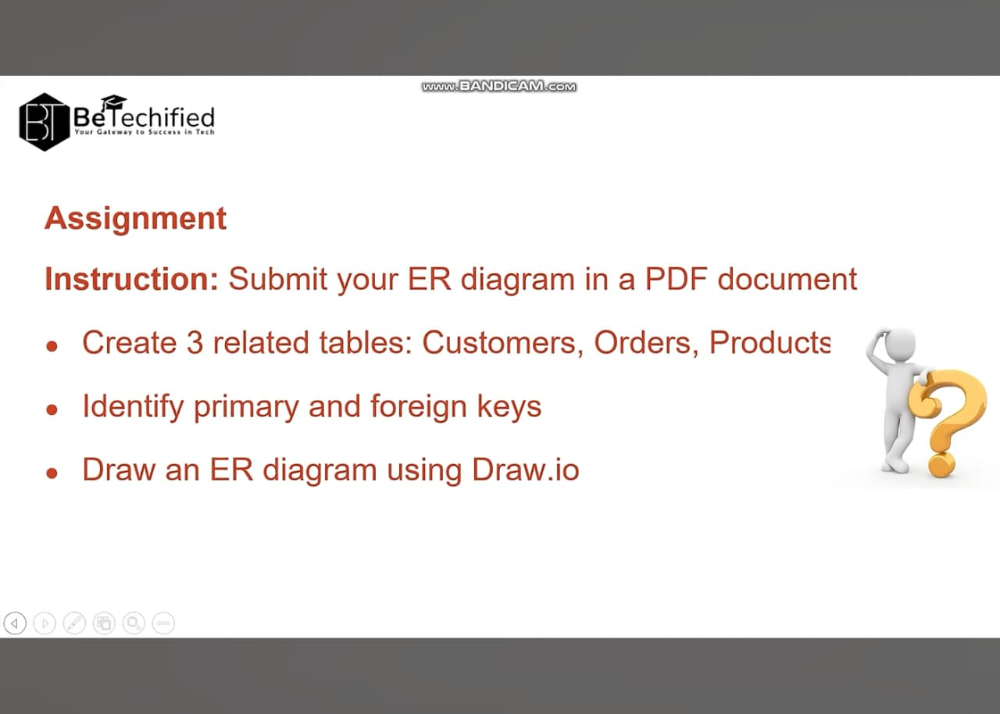 www.BANDICAM.com
BT
BeTechified
Your Gateway to Success in Tech
Assignment
Instruction: Submit your ER diagram in a PDF document
• Create 3 related tables: Customers, Orders, Products
• Identify primary and foreign keys
• Draw an ER diagram using Draw.io
?